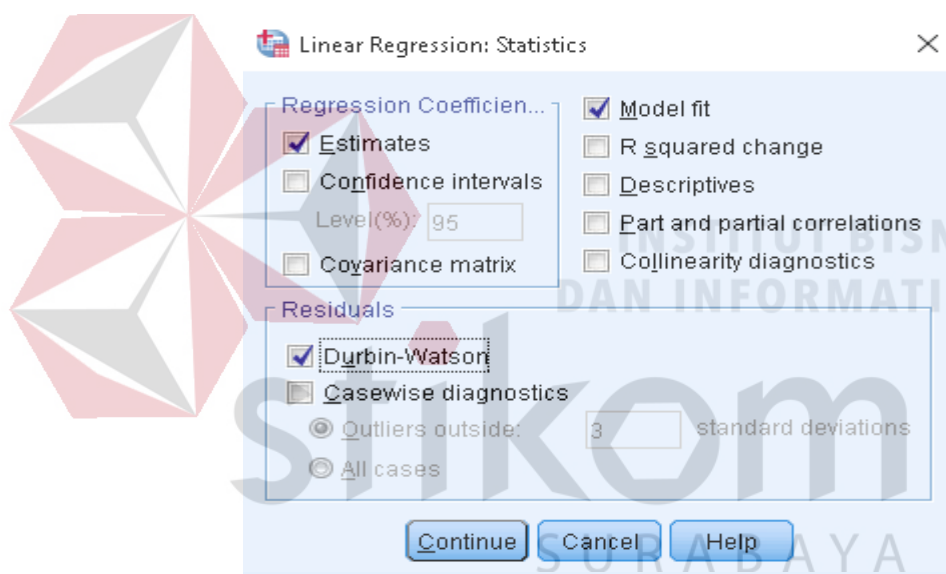 Linear Regression: Statistics
Regression Coefficien...
Estimates
Confidence intervals
Level(%): 95
Covariance matrix
Model fit
R squared change
Descriptives
Part and partial correlations
Collinearity diagnostics
Residuals
Durbin-Watson
Casewise diagnostics
Outliers outside: 3 standard deviations
All cases
Continue Cancel Help
INSTITUT BISN
DAN INFORMATI
stikom
SURABAYA